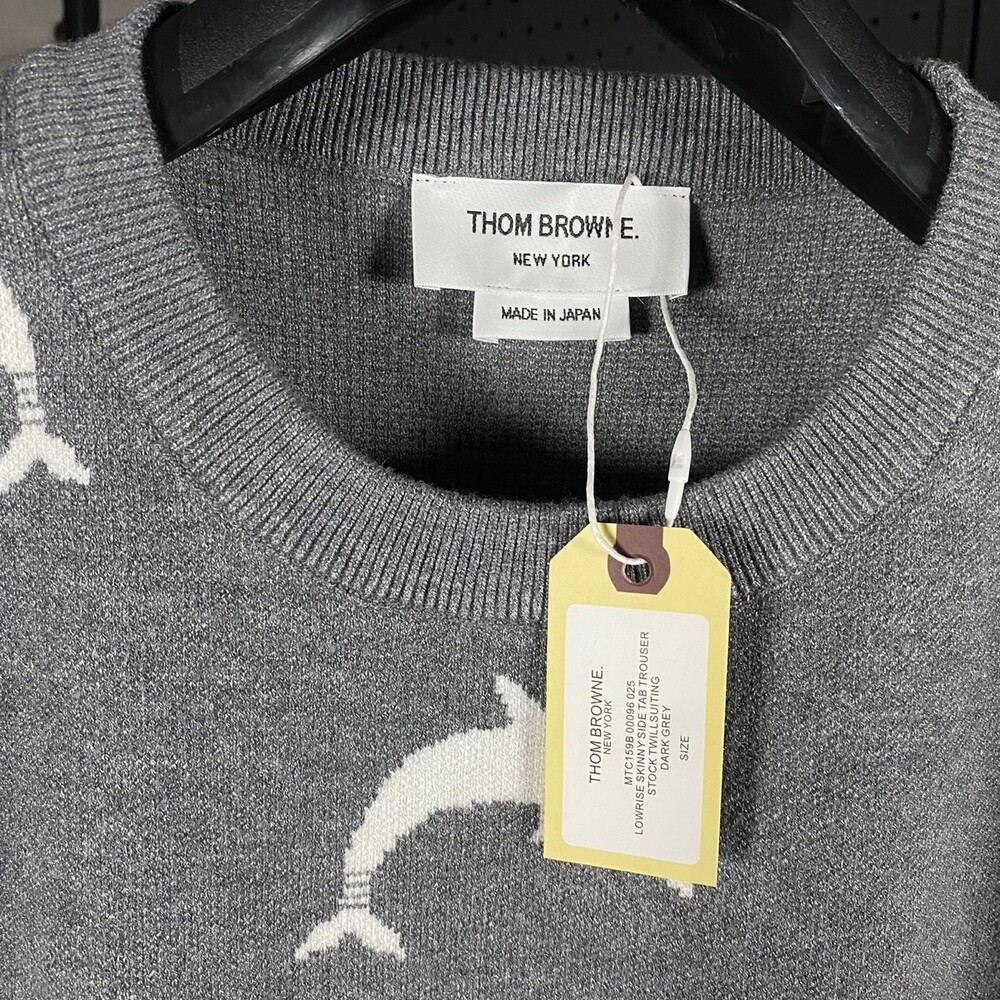 THOM BROWNE.
NEW YORK
MADE IN JAPAN
THOM BROWNE.
NEW YORK
MTC159B 00096 025
LOWRISE SKINNY SIDE TAB TROUSER
STOCK TWILLSUITING
DARK GREY
SIZE